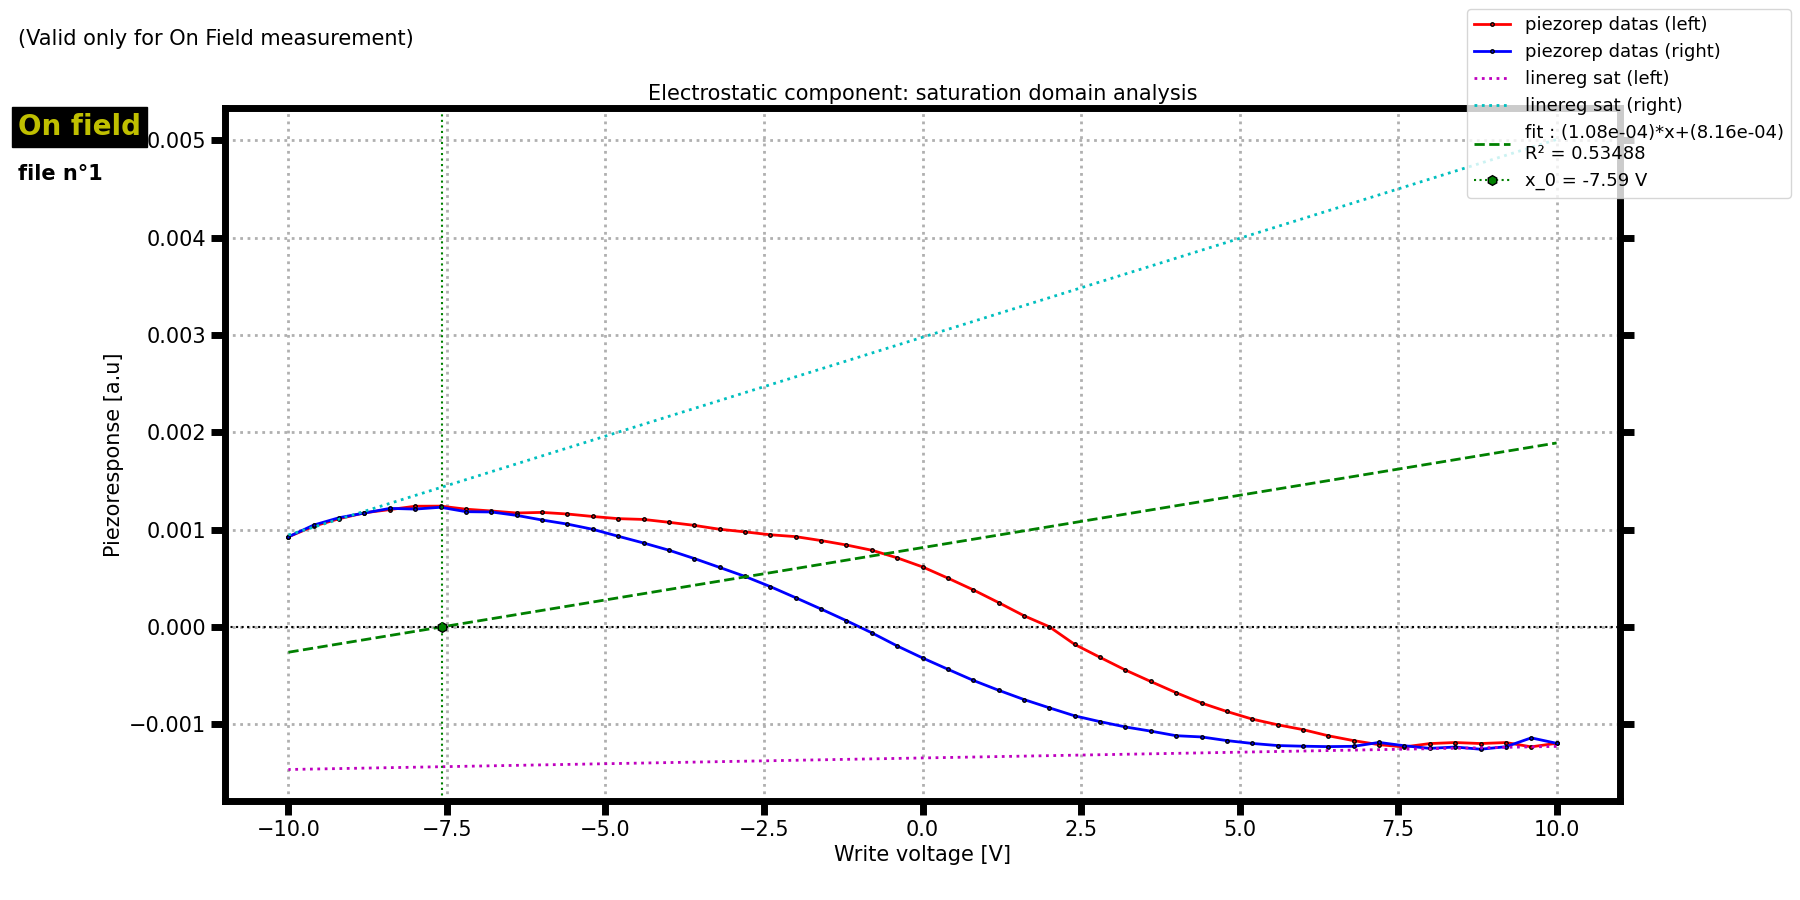 (Valid only for On Field measurement)
On field
file n°1
Electrostatic component: saturation domain analysis
piezorep datas (left)
piezorep datas (right)
linereg sat (left)
linereg sat (right)
fit : (1.08e-04)*x+(8.16e-04)
R² = 0.53488
x_0 = -7.59 V
Piezoresponse [a.u]
0.005
0.004
0.003
0.002
0.001
0.000
−0.001
−10.0 −7.5 −5.0 −2.5 0.0 2.5 5.0 7.5 10.0
Write voltage [V]